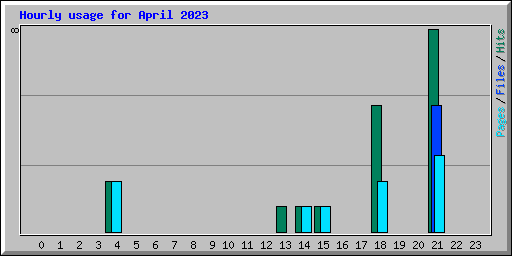 Hourly usage for April 2023
8
Pages/Files/Hits
0 1 2 3 4 5 6 7 8 9 10 11 12 13 14 15 16 17 18 19 20 21 22 23